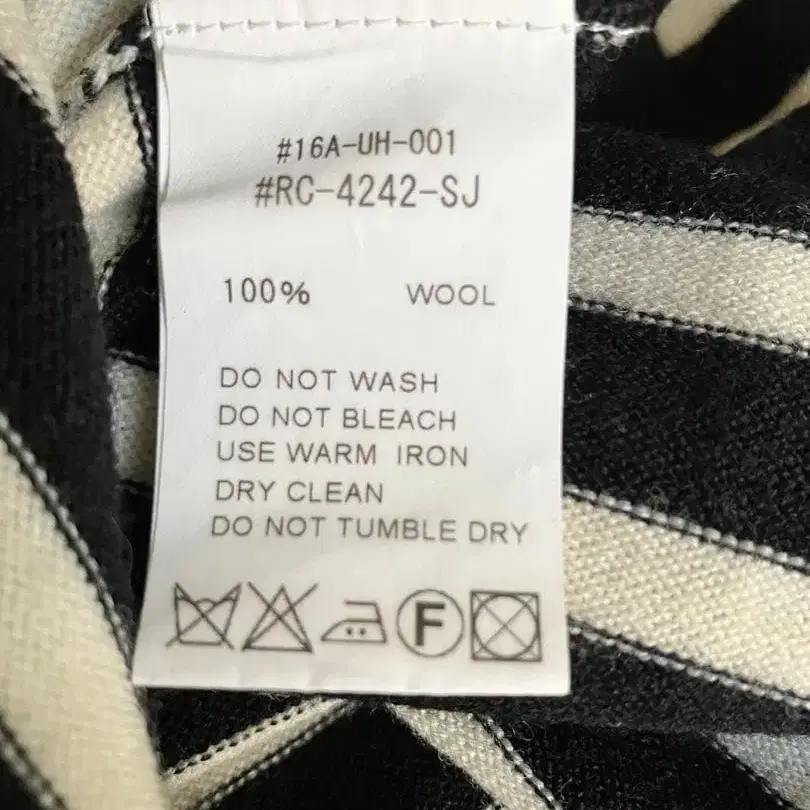 #16A-UH-001
#RC-4242-SJ
100% WOOL
DO NOT WASH
DO NOT BLEACH
USE WARM IRON
DRY CLEAN
DO NOT TUMBLE DRY
F